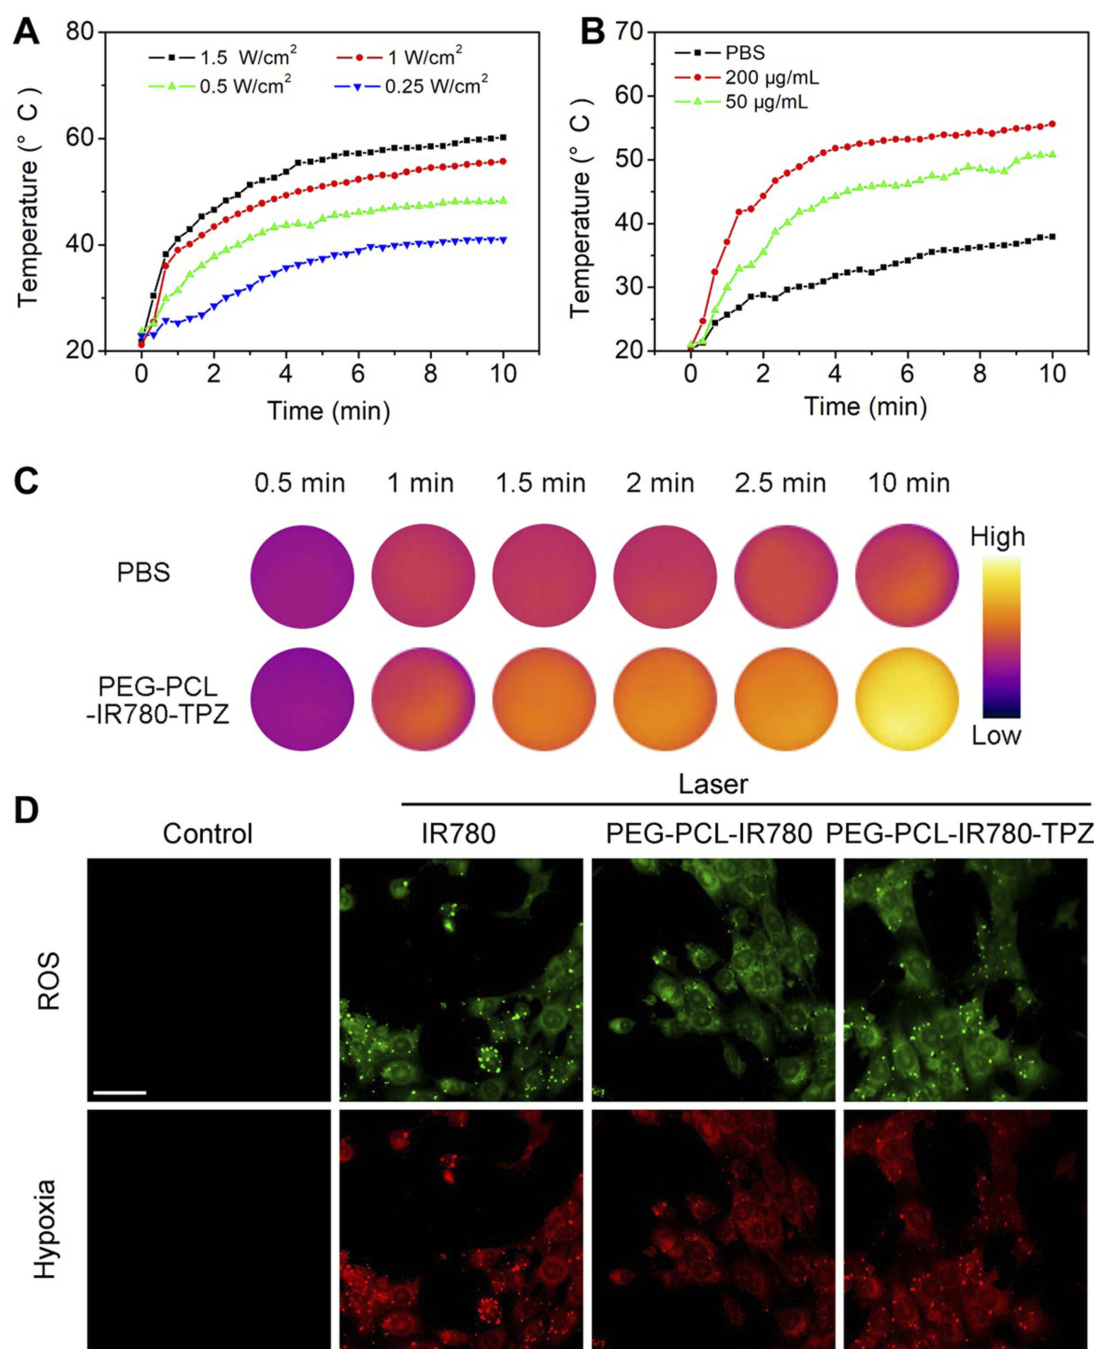 A
80
60
40
20
Temperature (° C )
1.5 W/cm²
1 W/cm²
0.5 W/cm²
0.25 W/cm²
0 2 4 6 8 10
Time (min)
B
70
60
50
40
30
20
Temperature (° C )
PBS
200 µg/mL
50 µg/mL
0 2 4 6 8 10
Time (min)
C
0.5 min 1 min 1.5 min 2 min 2.5 min 10 min
PBS
PEG-PCL
-IR780-TPZ
High
Low
D
Laser
Control IR780 PEG-PCL-IR780 PEG-PCL-IR780-TPZ
ROS
Hypoxia